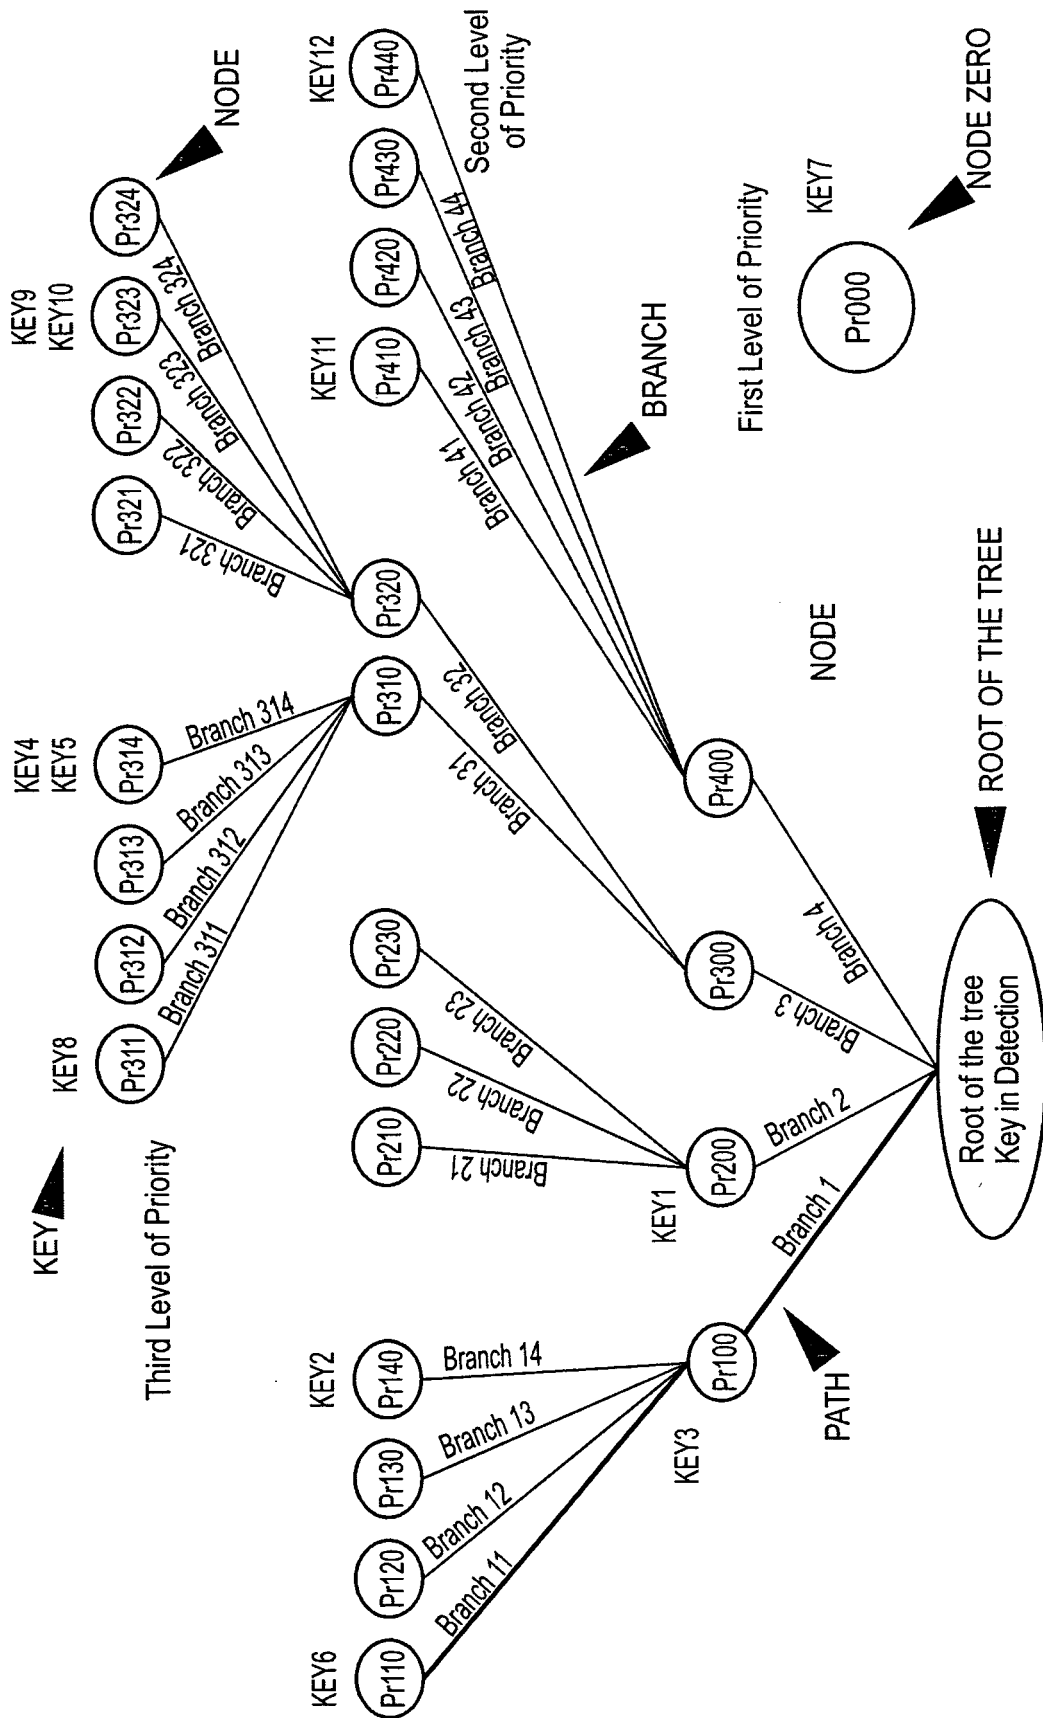 KEY
KEY8
KEY4
KEY5
KEY9
KEY10
Pr311
Pr312
Pr313
Pr314
Pr321
Pr322
Pr323
Pr324
NODE
Third Level of Priority
Branch 311
Branch 312
Branch 313
Branch 314
Branch 321
Branch 322
Branch 323
Branch 324
KEY6
KEY2
KEY11
KEY12
Pr110
Pr120
Pr130
Pr140
Pr210
Pr220
Pr230
Pr310
Pr320
Pr410
Pr420
Pr430
Pr440
Second Level
of Priority
Branch 11
Branch 12
Branch 13
Branch 14
Branch 21
Branch 22
Branch 23
Branch 31
Branch 32
Branch 41
Branch 42
Branch 43
Branch 44
BRANCH
KEY3
KEY1
Pr100
Pr200
Pr300
Pr400
NODE
First Level of Priority
KEY7
Pr000
NODE ZERO
PATH
Branch 1
Branch 2
Branch 3
Branch 4
Root of the tree
Key in Detection
ROOT OF THE TREE